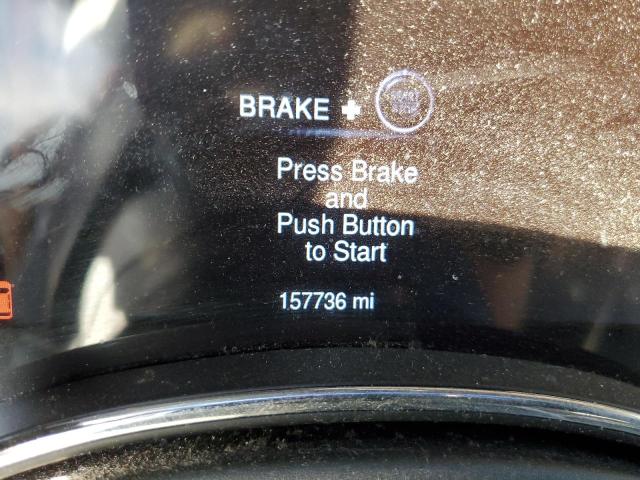 BRAKE +
Press Brake
and
Push Button
to Start
157736 mi